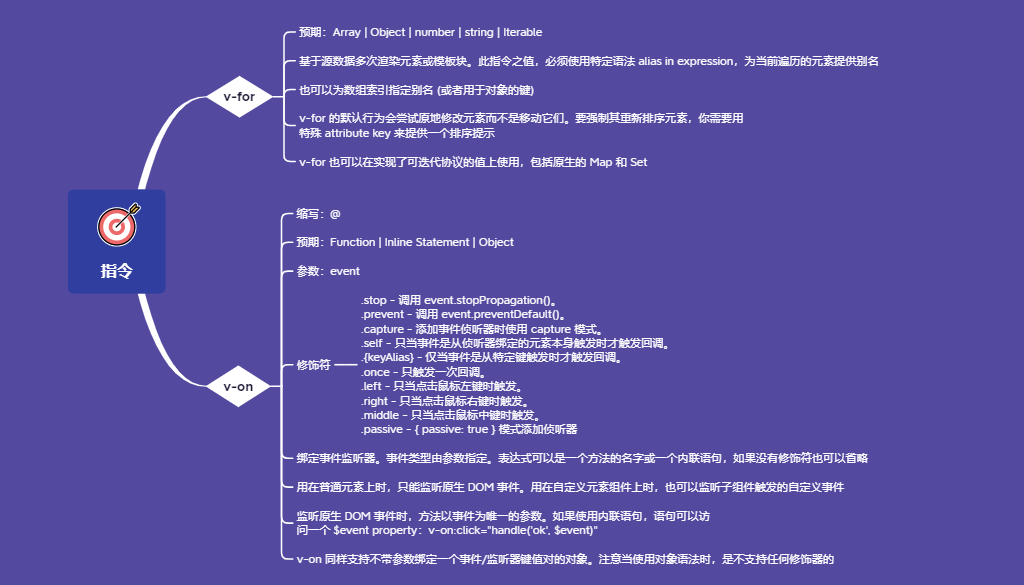 指令
v-for
预期：Array | Object | number | string | Iterable
基于源数据多次渲染元素或模板块。此指令之值，必须使用特定语法 alias in expression，为当前遍历的元素提供别名
也可以为数组索引指定别名 (或者用于对象的键)
v-for 的默认行为会尝试原地修改元素而不是移动它们。要强制其重新排序元素，你需要用
特殊 attribute key 来提供一个排序提示
v-for 也可以在实现了可迭代协议的值上使用，包括原生的 Map 和 Set
v-on
缩写：@
预期：Function | Inline Statement | Object
参数：event
修饰符
.stop - 调用 event.stopPropagation()。
.prevent - 调用 event.preventDefault()。
.capture - 添加事件侦听器时使用 capture 模式。
.self - 只当事件是从侦听器绑定的元素本身触发时才触发回调。
.{keyAlias} - 仅当事件是从特定键触发时才触发回调。
.once - 只触发一次回调。
.left - 只当点击鼠标左键时触发。
.right - 只当点击鼠标右键时触发。
.middle - 只当点击鼠标中键时触发。
.passive - { passive: true } 模式添加侦听器
绑定事件监听器。事件类型由参数指定。表达式可以是一个方法的名字或一个内联语句，如果没有修饰符也可以省略
用在普通元素上时，只能监听原生 DOM 事件。用在自定义元素组件上时，也可以监听子组件触发的自定义事件
监听原生 DOM 事件时，方法以事件为唯一的参数。如果使用内联语句，语句可以访
问一个 $event property：v-on:click="handle('ok', $event)"
v-on 同样支持不带参数绑定一个事件/监听器键值对的对象。注意当使用对象语法时，是不支持任何修饰器的